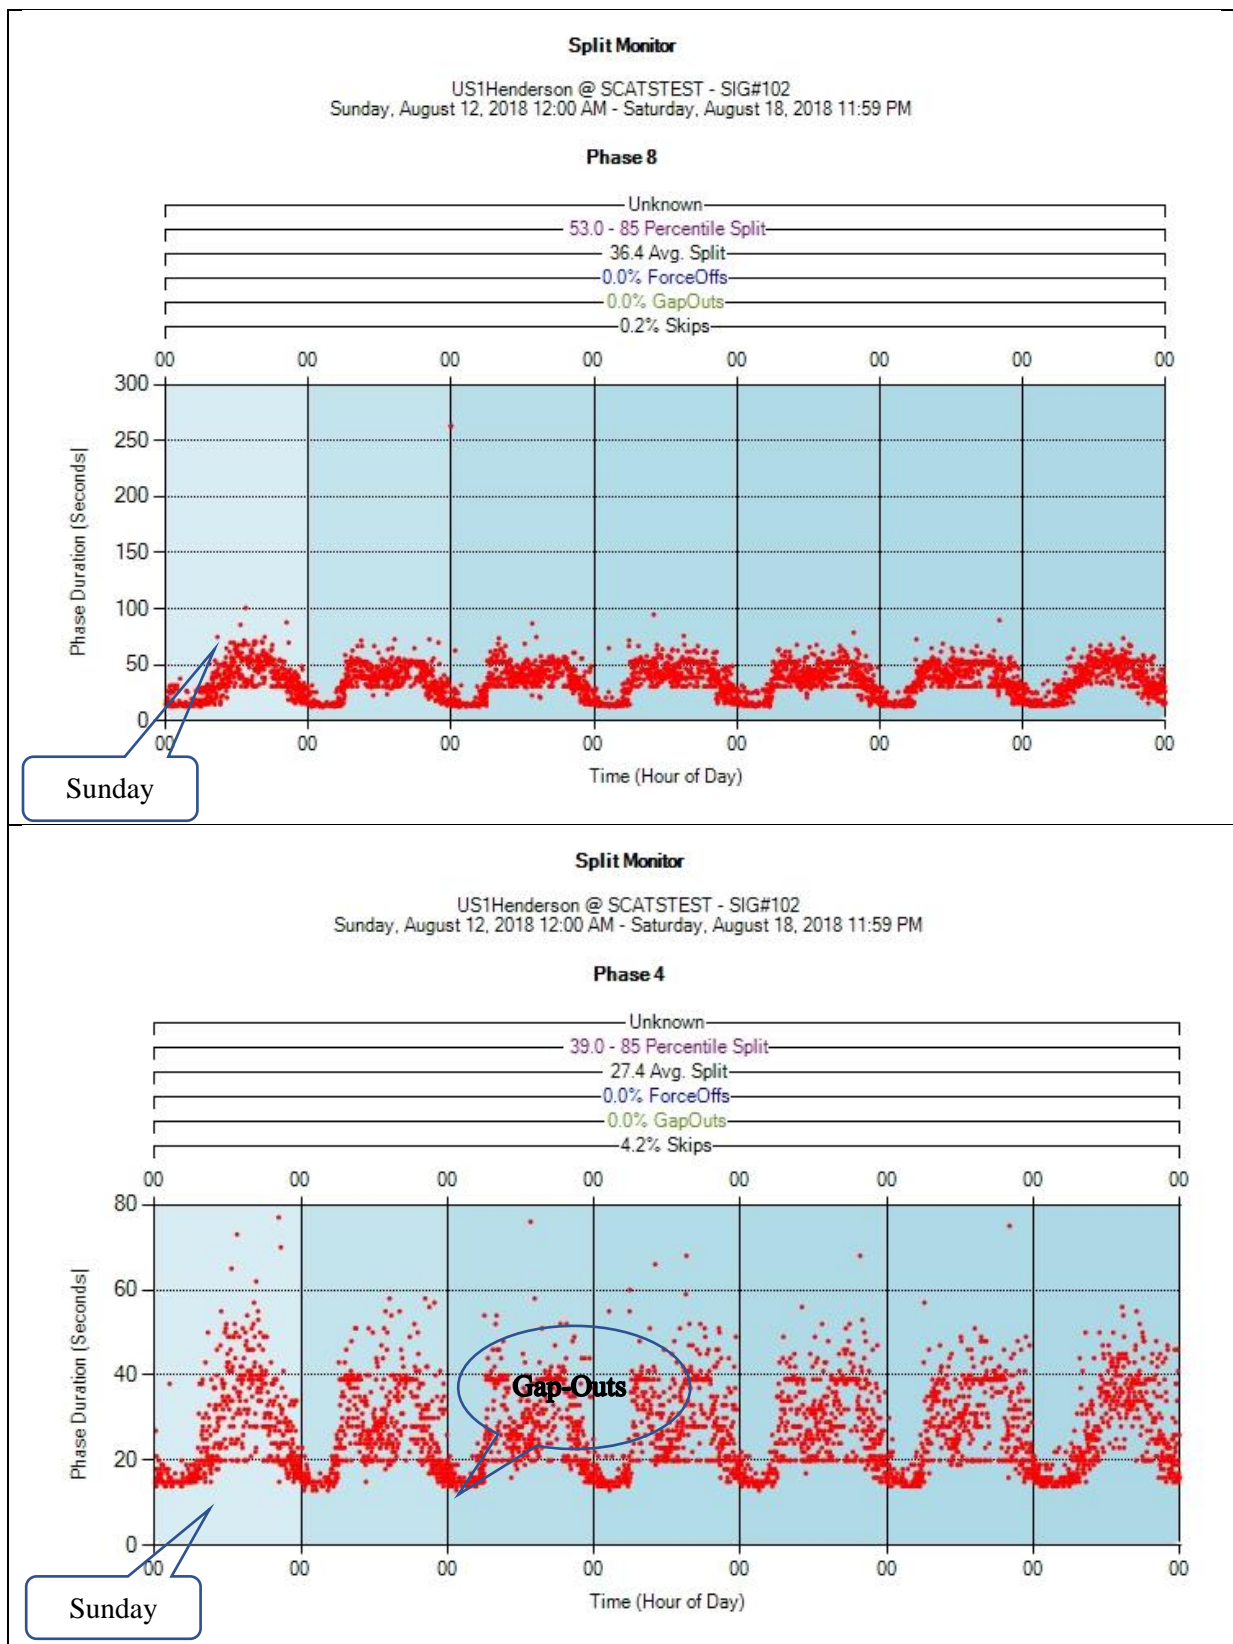 Split Monitor
US1Henderson @ SCATSTEST - SIG#102
Sunday, August 12, 2018 12:00 AM - Saturday, August 18, 2018 11:59 PM
Phase 8
Unknown
53.0 - 85 Percentile Split
36.4 Avg. Split
0.0% ForceOffs
0.0% GapOuts
0.2% Skips
00 00 00 00 00 00 00 00
300
250
200
150
100
50
0
Phase Duration (Seconds)
00 00 00 00 00 00 00 00
Time (Hour of Day)
Sunday
Split Monitor
US1Henderson @ SCATSTEST - SIG#102
Sunday, August 12, 2018 12:00 AM - Saturday, August 18, 2018 11:59 PM
Phase 4
Unknown
39.0 - 85 Percentile Split
27.4 Avg. Split
0.0% ForceOffs
0.0% GapOuts
4.2% Skips
00 00 00 00 00 00 00 00
80
60
40
20
0
Phase Duration (Seconds)
Gap-Outs
00 00 00 00 00 00 00 00
Time (Hour of Day)
Sunday